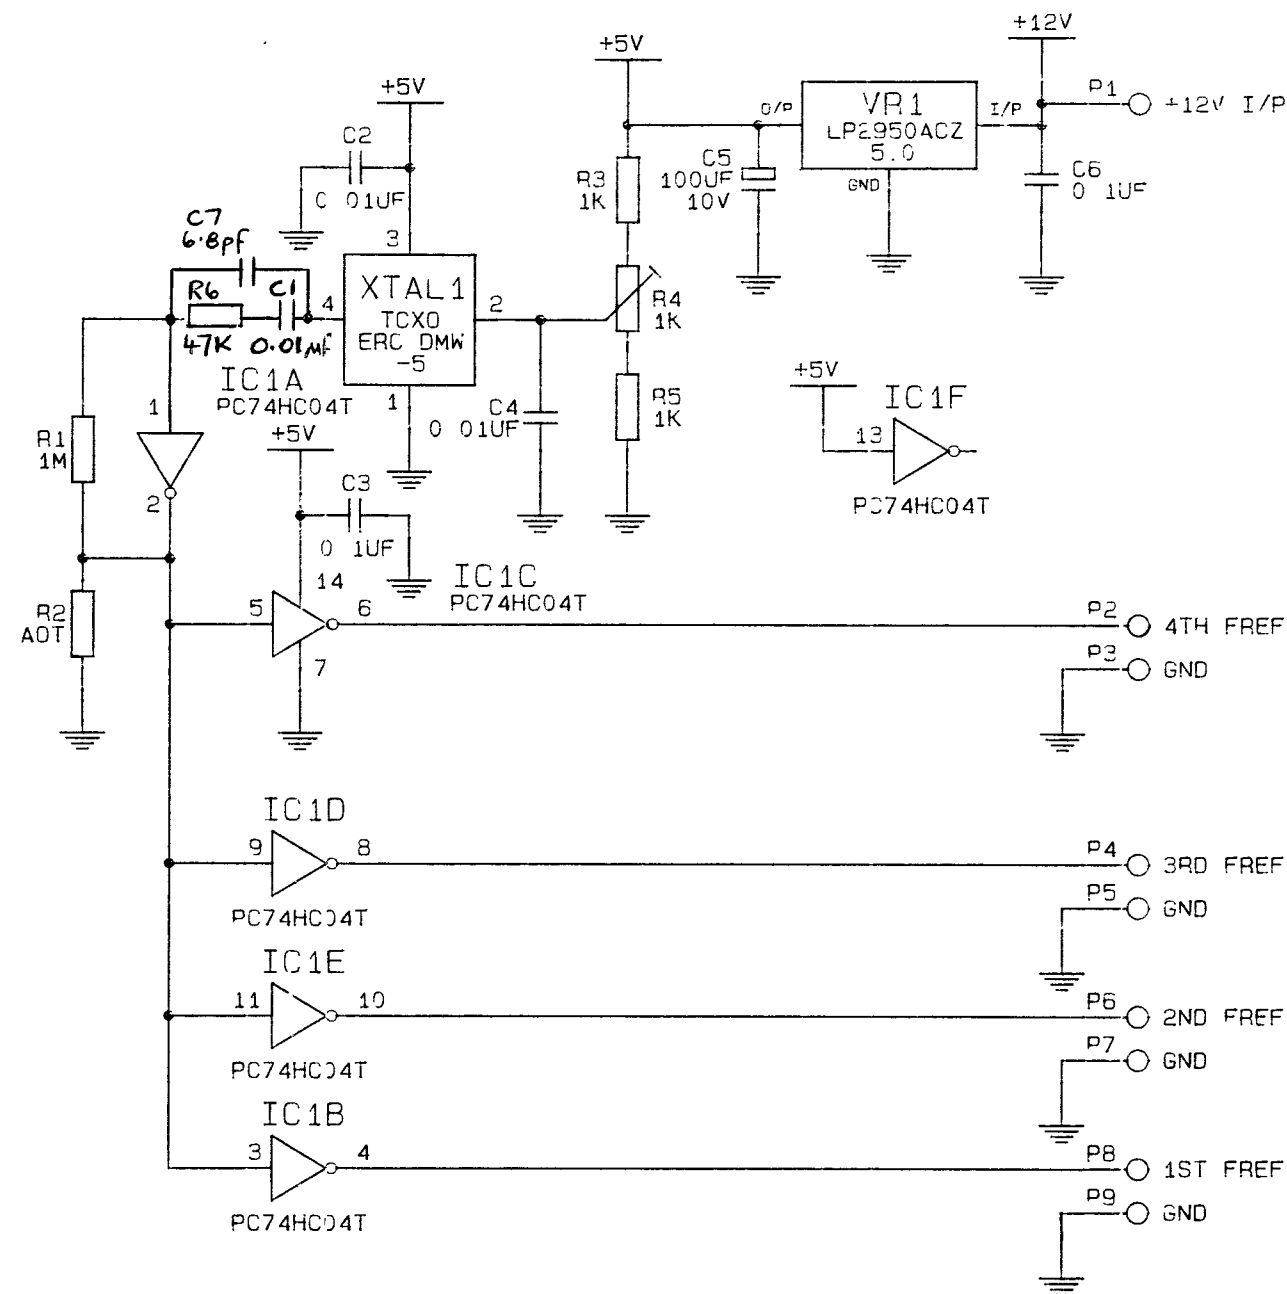 +12V
+5V
+5V
P1
+12V I/P
O/P
VR1
LP2950ACZ
5.0
I/P
GND
C2
0 01UF
R3
1K
C5
100UF
10V
C6
0 1UF
C7
6.8pf
3
R6
C1
4
XTAL1
TCXO
ERC DMW
-5
2
R4
1K
47K
0.01µf
IC1A
PC74HC04T
1
+5V
IC1F
1
+5V
C4
0 01UF
R5
1K
13
R1
1M
2
C3
0 1UF
PC74HC04T
14
IC1C
PC74HC04T
R2
AOT
5
6
7
P2
4TH FREF
P3
GND
IC1D
9
8
PC74HC04T
P4
3RD FREF
P5
GND
IC1E
11
10
PC74HC04T
P6
2ND FREF
P7
GND
IC1B
3
4
PC74HC04T
P8
1ST FREF
P9
GND